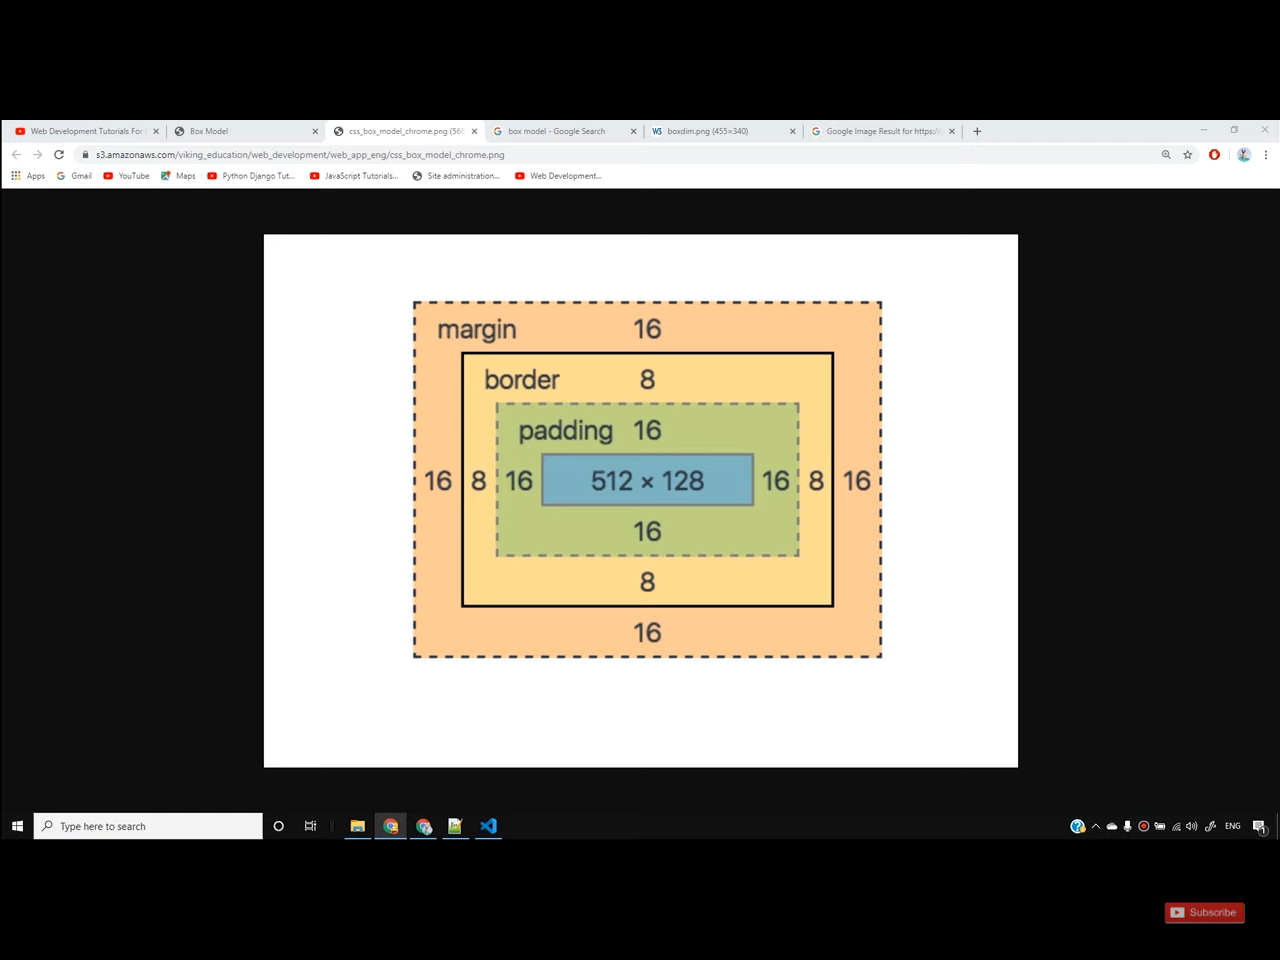 Web Development Tutorials For
Box Model
css_box_model_chrome.png (56
box model - Google Search
boxdim.png (455×340)
Google Image Result for https://
s3.amazonaws.com/viking_education/web_development/web_app_eng/css_box_model_chrome.png
Apps
Gmail
YouTube
Maps
Python Django Tut...
JavaScript Tutorials...
Site administration...
Web Development...
margin 16
border 8
padding 16
16 8 16 512 × 128 16 8 16
16
8
16
Type here to search
ENG
Subscribe